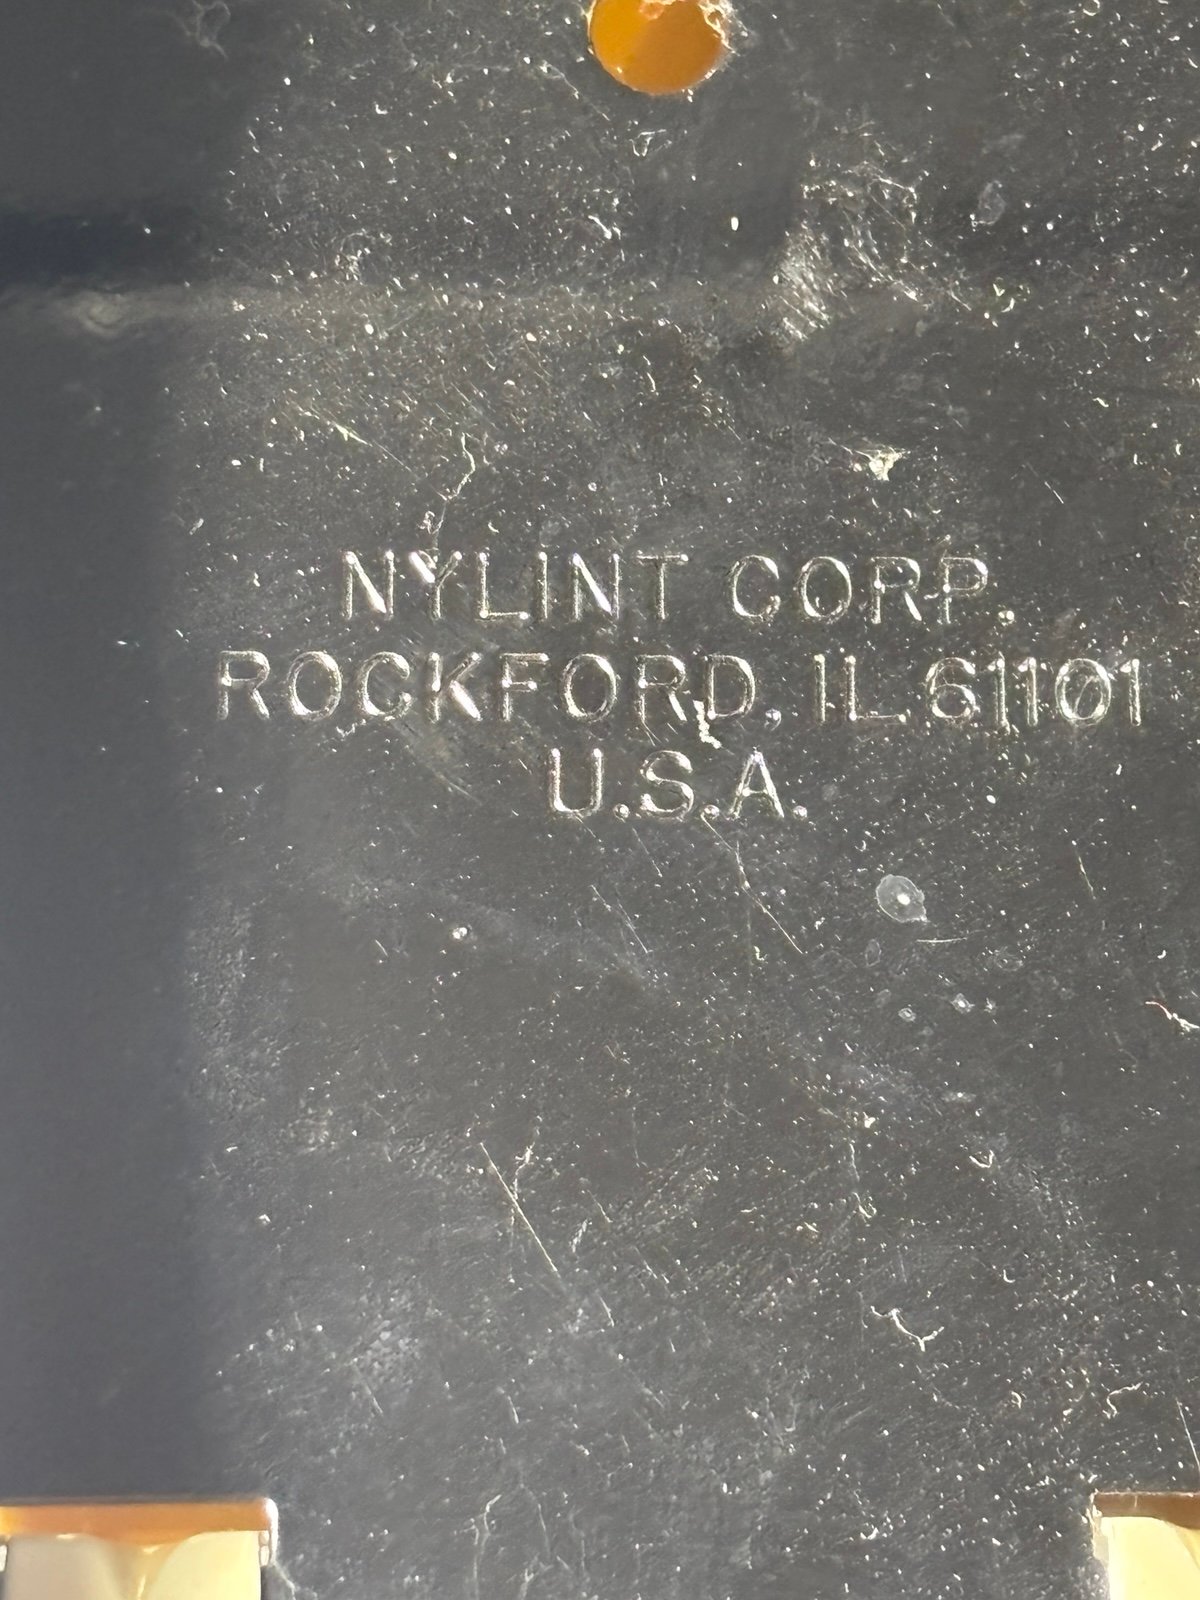 NYLINT CORP.
ROCKFORD, IL 61101
U.S.A.